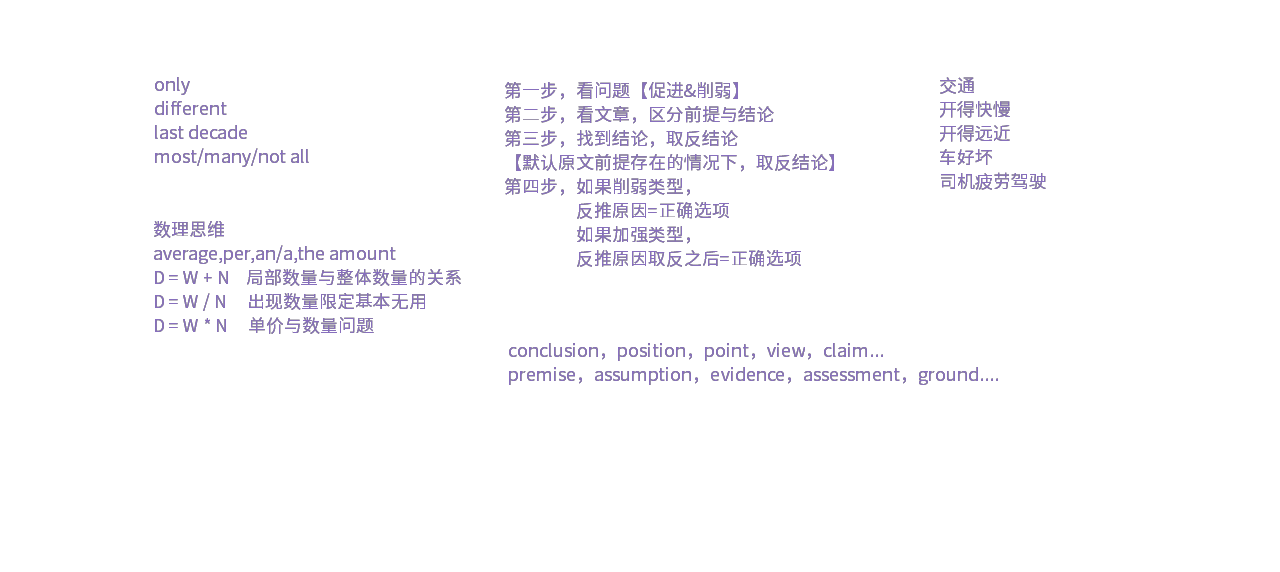 only
different
last decade
most/many/not all
数理思维
average,per,an/a,the amount
D = W + N 局部数量与整体数量的关系
D = W / N 出现数量限定基本无用
D = W * N 单价与数量问题
第一步，看问题【促进&削弱】
第二步，看文章，区分前提与结论
第三步，找到结论，取反结论
【默认原文前提存在的情况下，取反结论】
第四步，如果削弱类型，
反推原因=正确选项
如果加强类型，
反推原因取反之后=正确选项
conclusion，position，point，view，claim...
premise，assumption，evidence，assessment，ground....
交通
开得快慢
开得远近
车好坏
司机疲劳驾驶